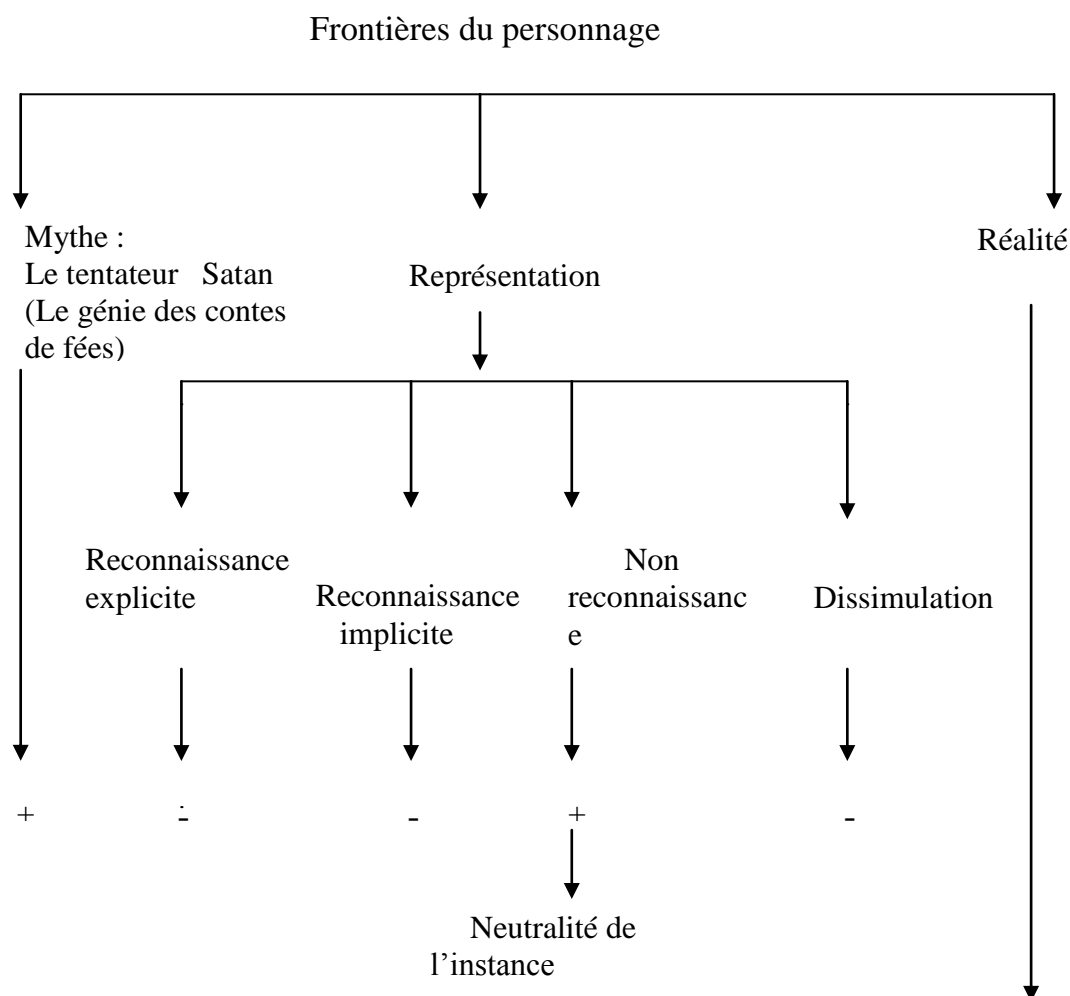 Frontières du personnage
Mythe :
Le tentateur   Satan
(Le génie des contes
de fées)
Représentation
Réalité
Reconnaissance
explicite
Reconnaissance
implicite
Non
reconnaissanc
e
Dissimulation
+
-
-
+
-
Neutralité de
l’instance